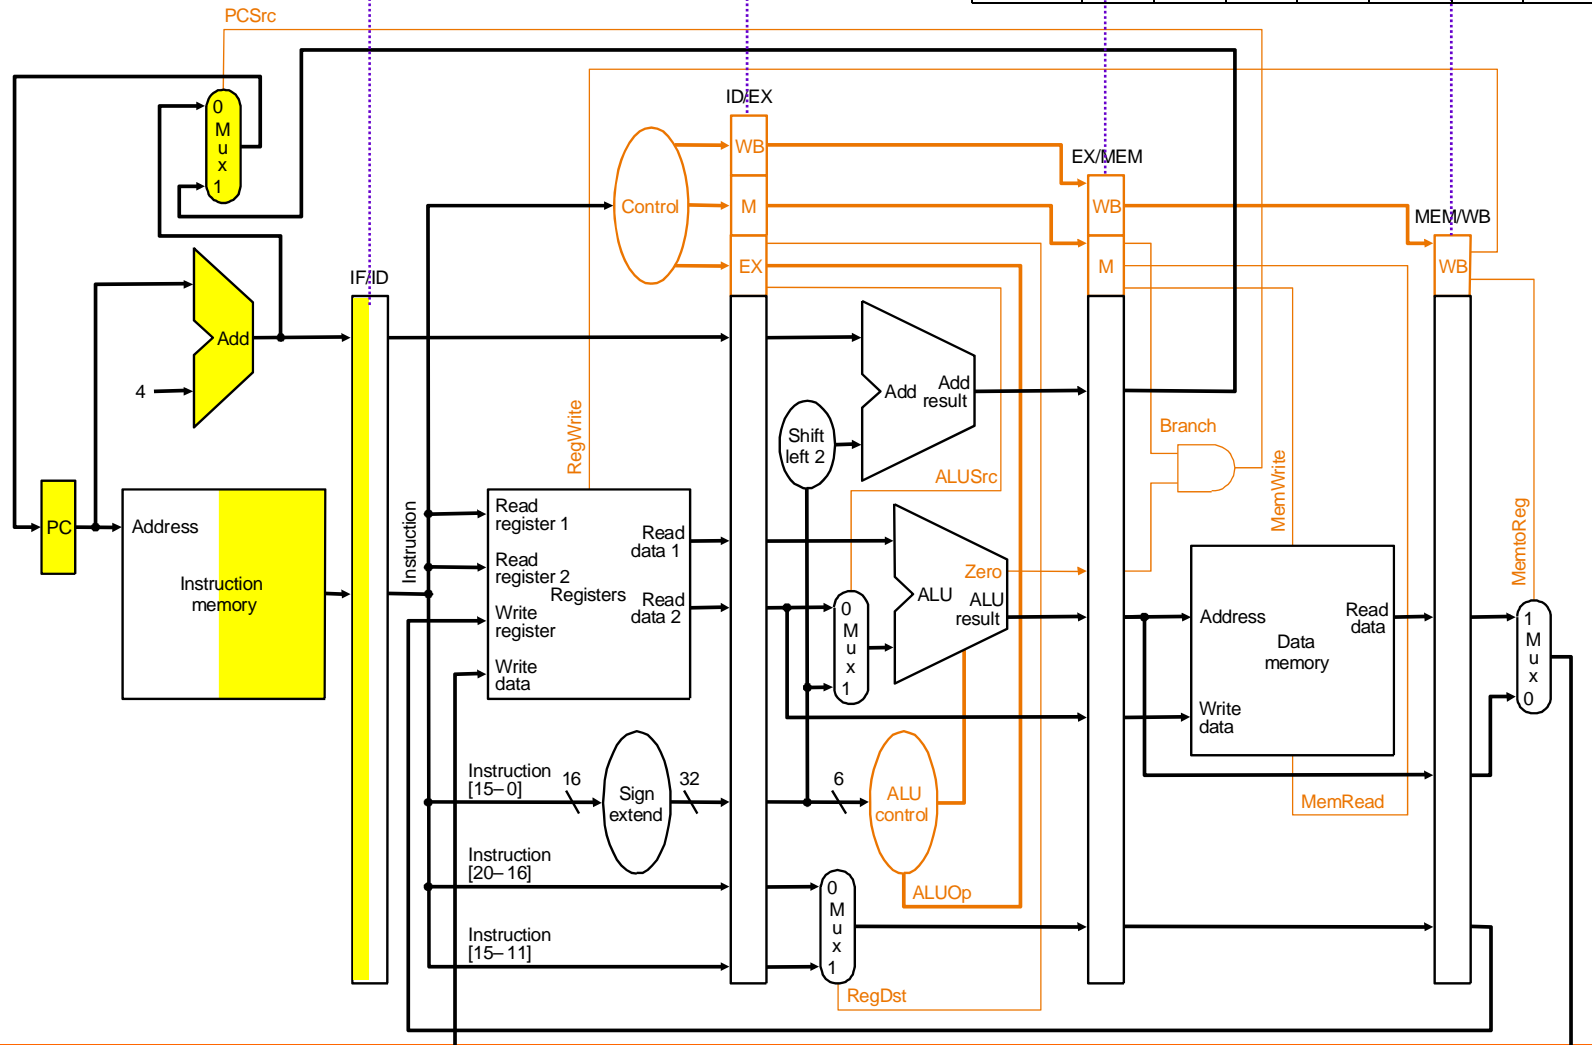 PCSrc
0
M
u
x
1
ID/EX
WB
M
EX
Control
EX/MEM
WB
M
MEM/WB
WB
IF/ID
Add
4
Add
Add
result
Shift
left 2
RegWrite
Branch
ALUSrc
MemWrite
MemtoReg
PC
Address
Instruction
memory
Instruction
Read
register 1
Read
register 2
Registers
Write
register
Write
data
Read
data 1
Read
data 2
0
M
u
x
1
Zero
ALU
ALU
result
Address
Data
memory
Read
data
Write
data
1
M
u
x
0
Instruction
[15–0]
16
Sign
extend
32
6
ALU
control
MemRead
Instruction
[20–16]
0
M
u
x
1
ALUOp
Instruction
[15–11]
RegDst